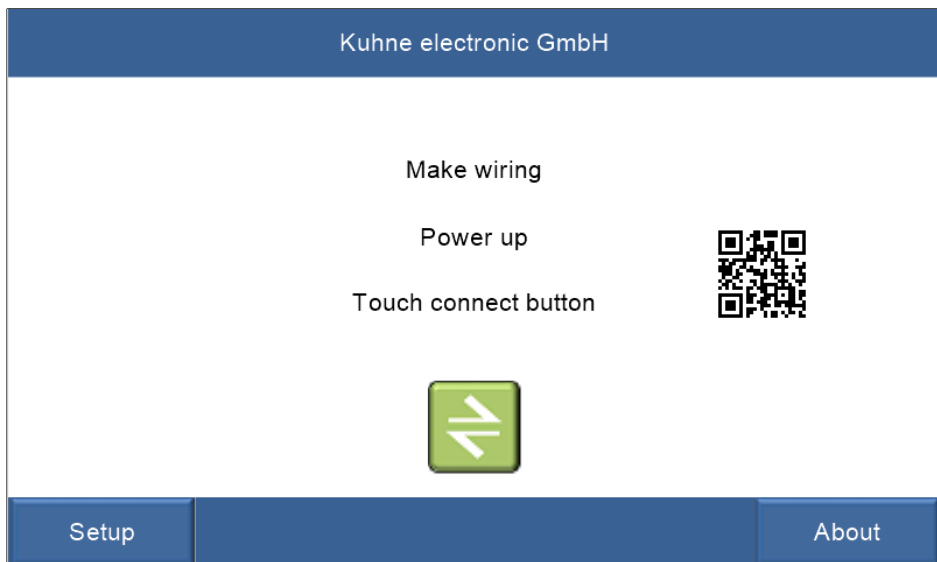 Kuhne electronic GmbH
Make wiring
Power up
Touch connect button
Setup
About